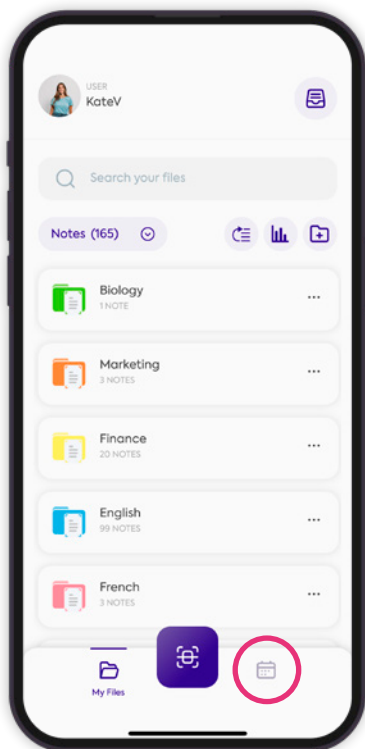 USER
KateV
Search your files
Notes (165)
Biology
1 NOTE
Marketing
3 NOTES
Finance
20 NOTES
English
99 NOTES
French
3 NOTES
My Files